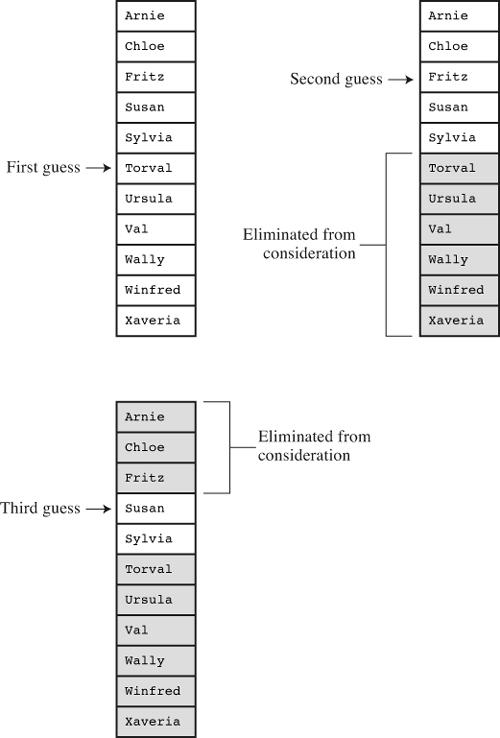 Arnie
Chloe
Fritz
Susan
Sylvia
First guess
Torval
Ursula
Val
Wally
Winfred
Xaveria
Arnie
Chloe
Second guess
Fritz
Susan
Sylvia
Torval
Ursula
Eliminated from
consideration
Val
Wally
Winfred
Xaveria
Arnie
Chloe
Fritz
Eliminated from
consideration
Third guess
Susan
Sylvia
Torval
Ursula
Val
Wally
Winfred
Xaveria